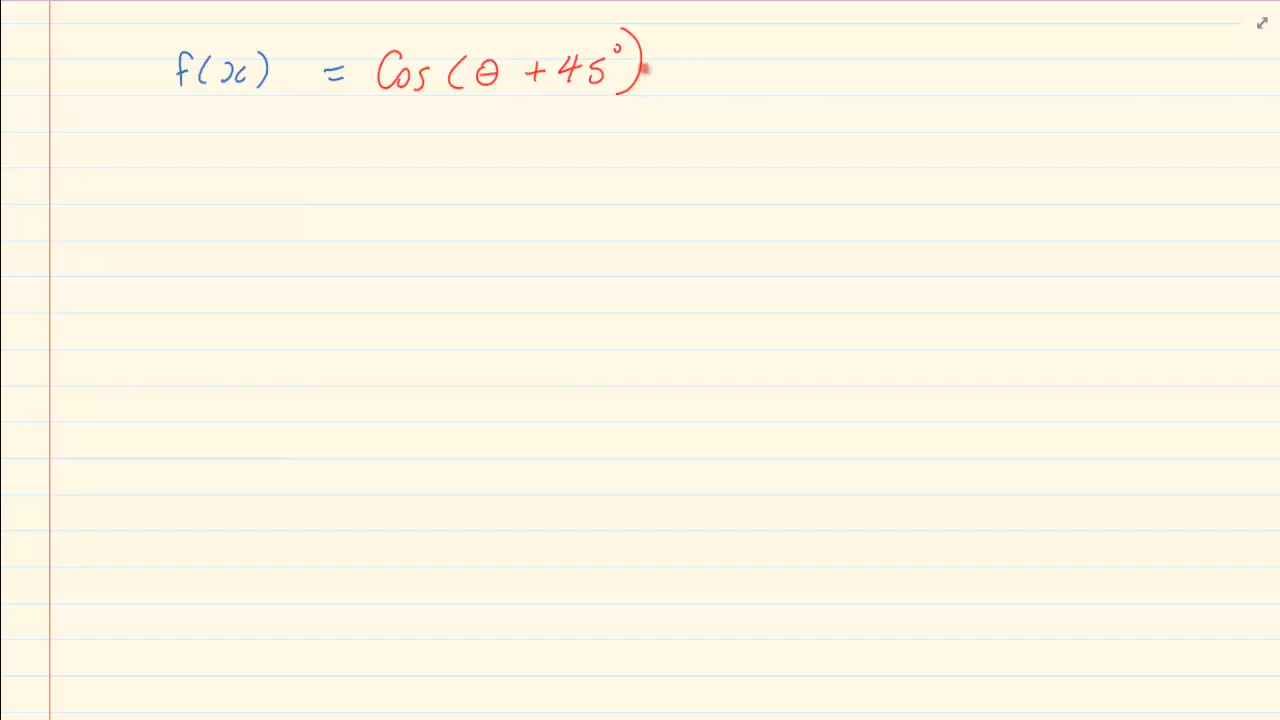 f(x) = Cos(θ + 45°)